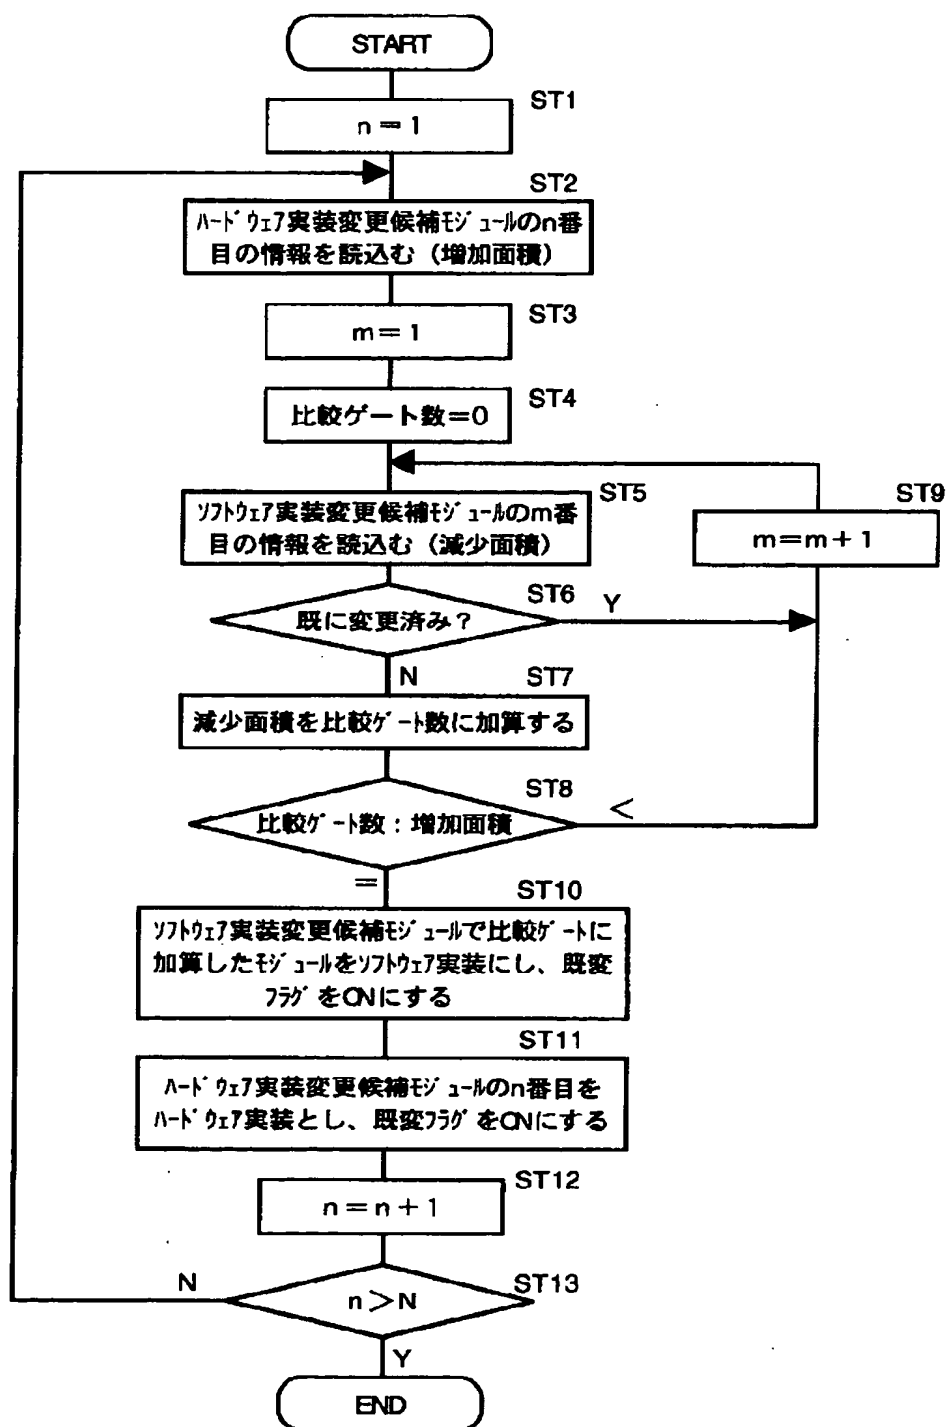 START
ST1
n=1
ST2
ﾊｰﾄﾞｳｪｱ実装変更候補ﾓｼﾞｭｰﾙのn番
目の情報を読込む（増加面積）
ST3
m=1
ST4
比較ゲート数=0
ST5
ｿﾌﾄｳｪｱ実装変更候補ﾓｼﾞｭｰﾙのm番
目の情報を読込む（減少面積）
ST9
m=m+1
ST6
既に変更済み?
Y
N
ST7
減少面積を比較ｹﾞｰﾄ数に加算する
ST8
比較ｹﾞｰﾄ数：増加面積
<
=
ST10
ｿﾌﾄｳｪｱ実装変更候補ﾓｼﾞｭｰﾙで比較ｹﾞｰﾄに
加算したﾓｼﾞｭｰﾙをｿﾌﾄｳｪｱ実装にし、既変
ﾌﾗｸﾞをONにする
ST11
ﾊｰﾄﾞｳｪｱ実装変更候補ﾓｼﾞｭｰﾙのn番目を
ﾊｰﾄﾞｳｪｱ実装とし、既変ﾌﾗｸﾞをONにする
ST12
n=n+1
ST13
n>N
N
Y
END